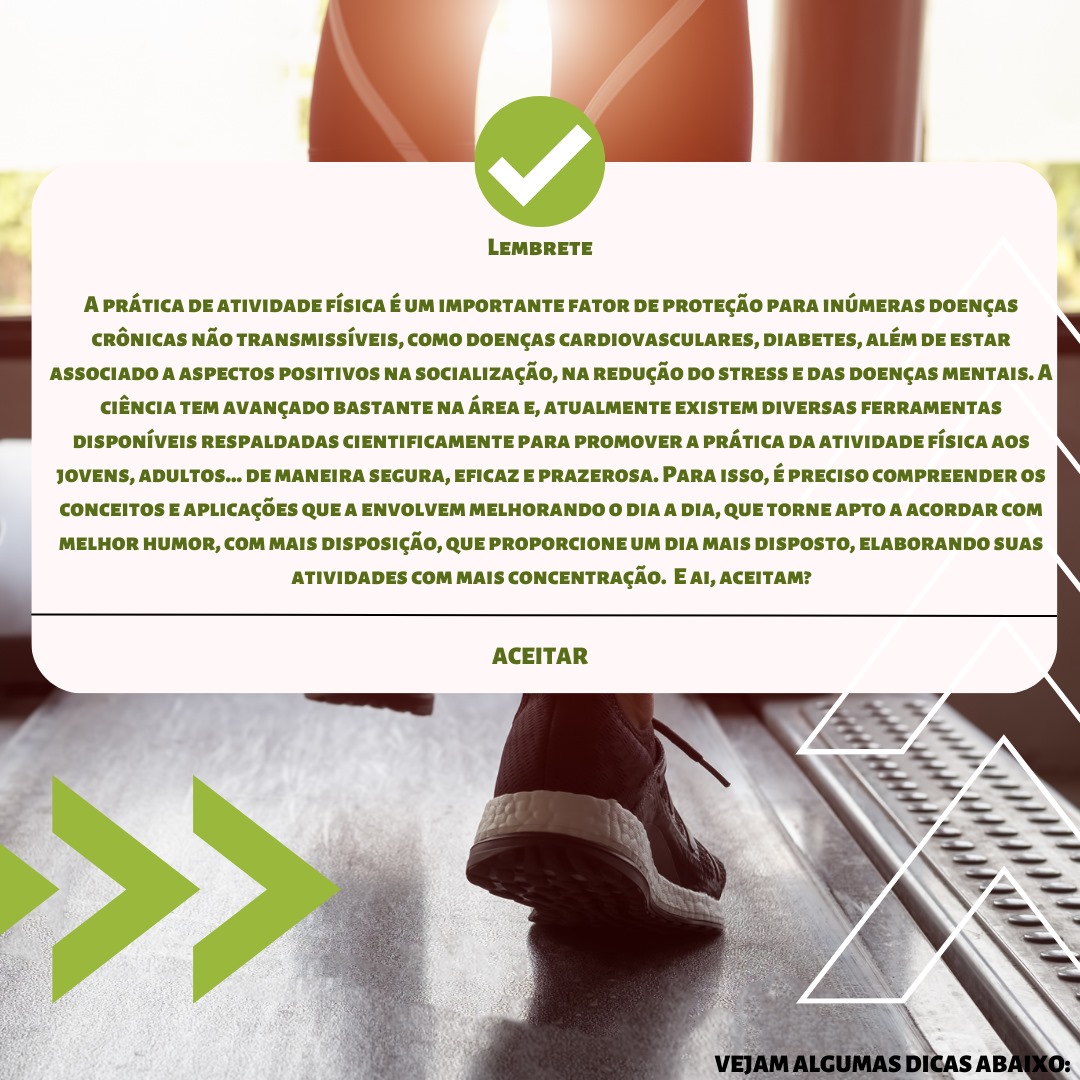 Lembrete
A prática de atividade física é um importante fator de proteção para inúmeras doenças
crônicas não transmissíveis, como doenças cardiovasculares, diabetes, além de estar
associado a aspectos positivos na socialização, na redução do stress e das doenças mentais. A
ciência tem avançado bastante na área e, atualmente existem diversas ferramentas
disponíveis respaldadas cientificamente para promover a prática da atividade física aos
jovens, adultos... de maneira segura, eficaz e prazerosa. Para isso, é preciso compreender os
conceitos e aplicações que a envolvem melhorando o dia a dia, que torne apto a acordar com
melhor humor, com mais disposição, que proporcione um dia mais disposto, elaborando suas
atividades com mais concentração. E ai, aceitam?
ACEITAR
VEJAM ALGUMAS DICAS ABAIXO: